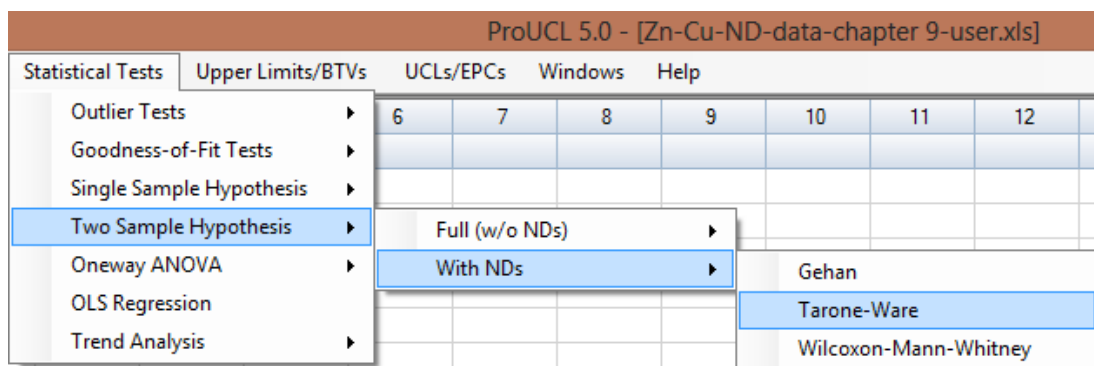 ProUCL 5.0 - [Zn-Cu-ND-data-chapter 9-user.xls]
Statistical Tests Upper Limits/BTVs UCLs/EPCs Windows Help
Outlier Tests
6 7 8 9 10 11 12
Goodness-of-Fit Tests
Single Sample Hypothesis
Two Sample Hypothesis
Full (w/o NDs)
Oneway ANOVA
With NDs
Gehan
OLS Regression
Tarone-Ware
Trend Analysis
Wilcoxon-Mann-Whitney